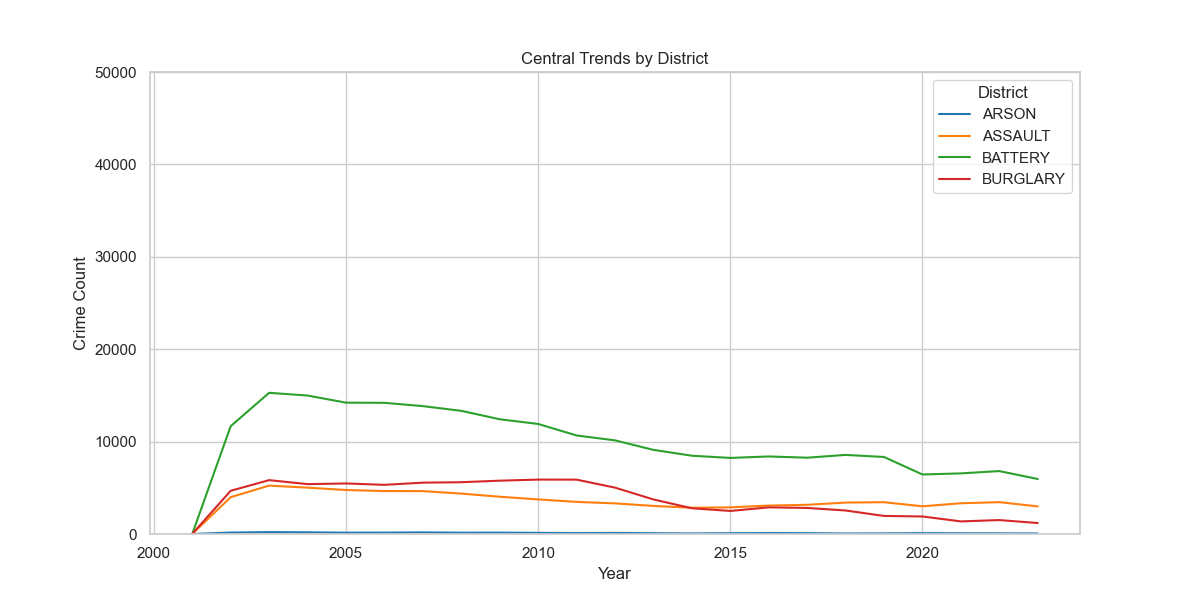 Central Trends by District
50000
40000
30000
20000
10000
0
Crime Count
District
ARSON
ASSAULT
BATTERY
BURGLARY
2000
2005
2010
2015
2020
Year